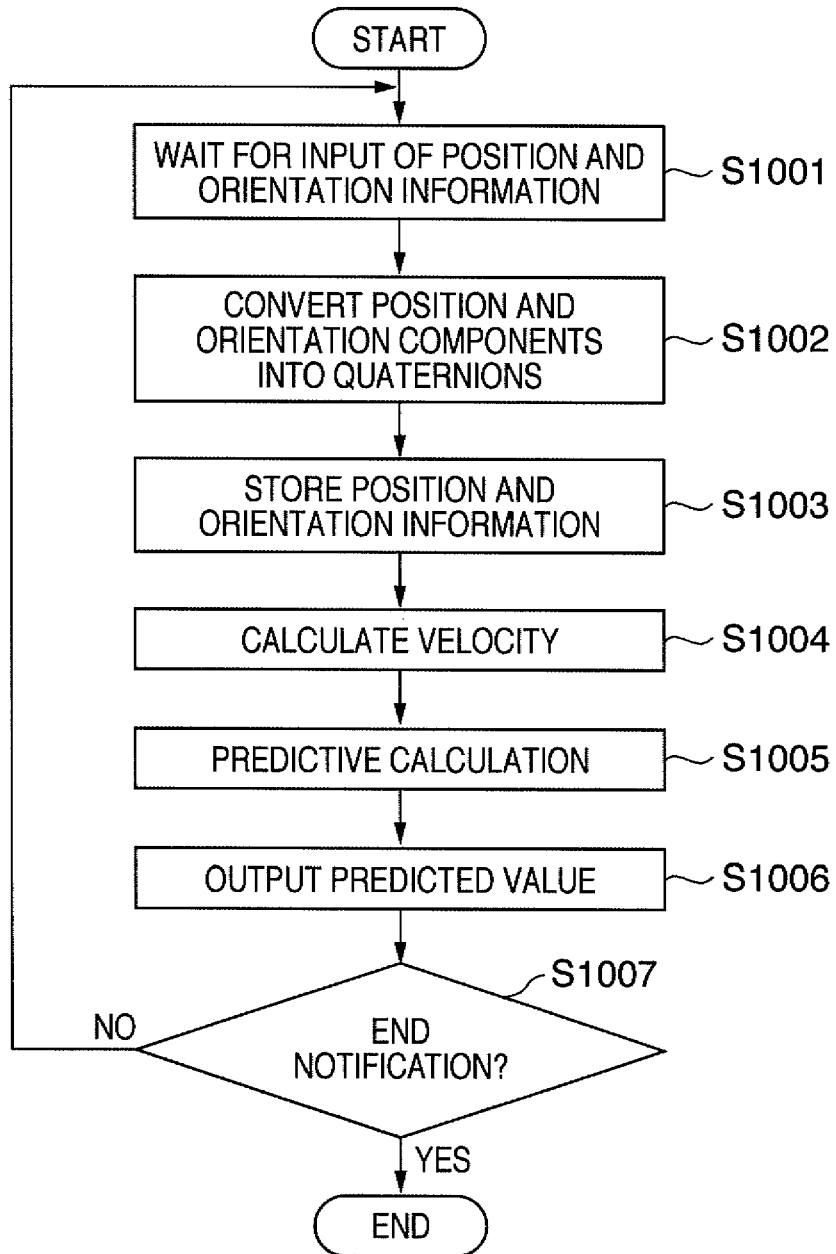 START
WAIT FOR INPUT OF POSITION AND
ORIENTATION INFORMATION
S1001
CONVERT POSITION AND
ORIENTATION COMPONENTS
INTO QUATERNIONS
S1002
STORE POSITION AND
ORIENTATION INFORMATION
S1003
CALCULATE VELOCITY
S1004
PREDICTIVE CALCULATION
S1005
OUTPUT PREDICTED VALUE
S1006
S1007
NO
END
NOTIFICATION?
YES
END